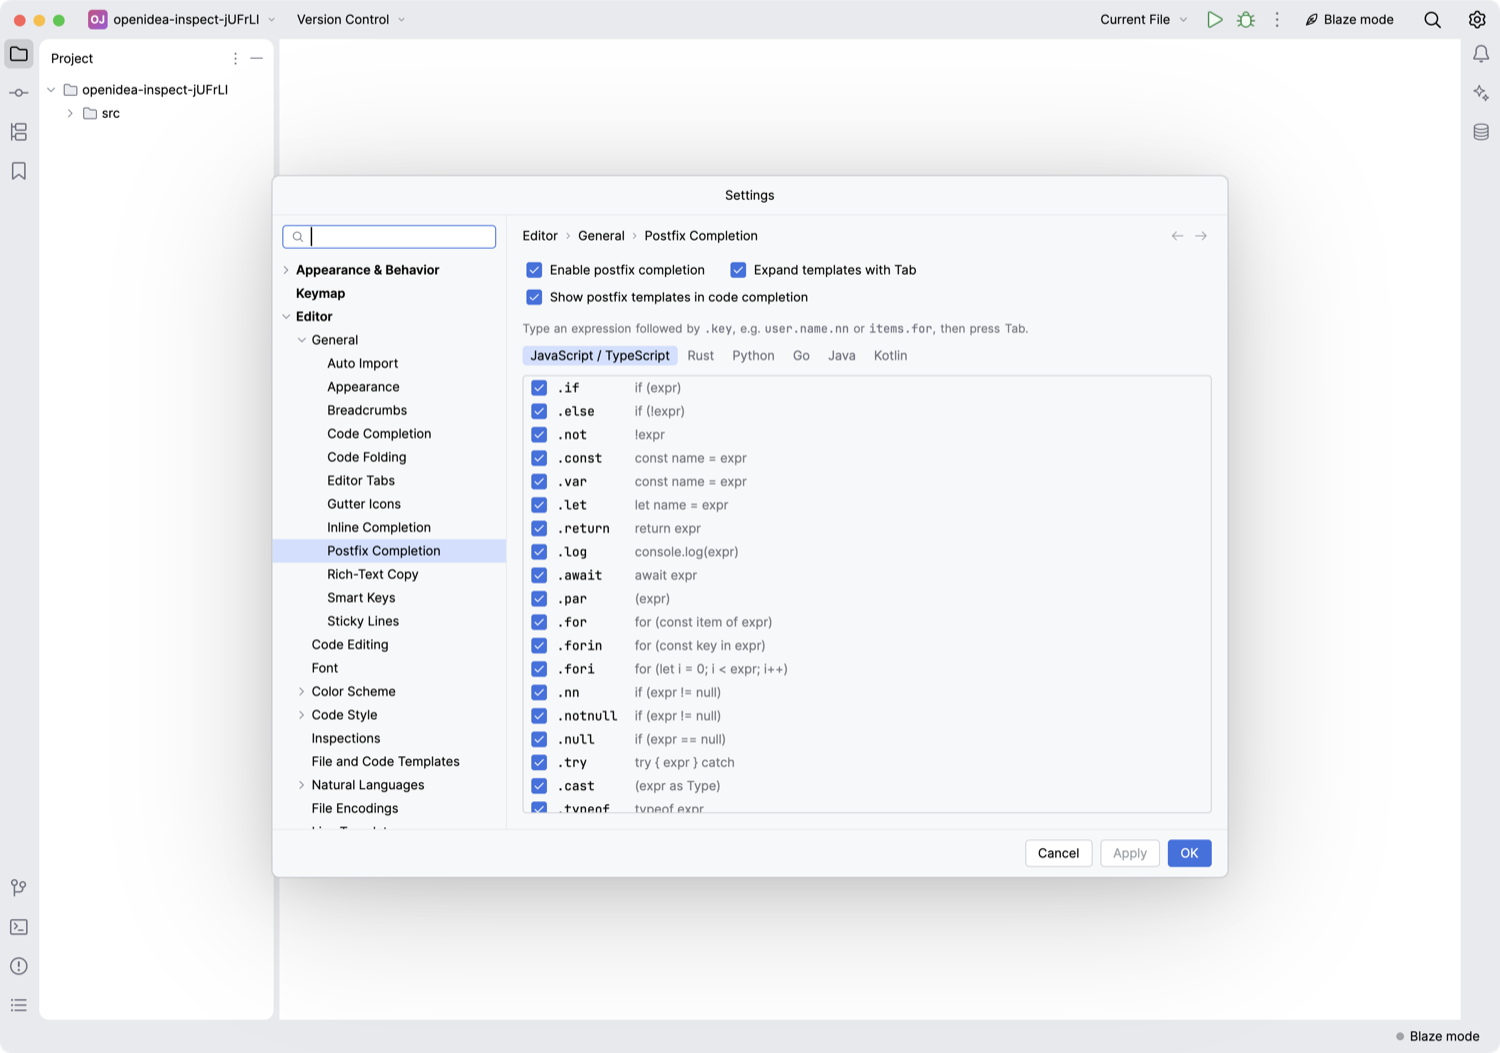 OJ openidea-inspect-jUFrLI Version Control Current File Blaze mode
Project
openidea-inspect-jUFrLI
src
Settings
Appearance & Behavior
Keymap
Editor
General
Auto Import
Appearance
Breadcrumbs
Code Completion
Code Folding
Editor Tabs
Gutter Icons
Inline Completion
Postfix Completion
Rich-Text Copy
Smart Keys
Sticky Lines
Code Editing
Font
Color Scheme
Code Style
Inspections
File and Code Templates
Natural Languages
File Encodings
Editor › General › Postfix Completion
Enable postfix completion Expand templates with Tab
Show postfix templates in code completion
Type an expression followed by .key, e.g. user.name.nn or items.for, then press Tab.
JavaScript / TypeScript Rust Python Go Java Kotlin
.if if (expr)
.else if (!expr)
.not !expr
.const const name = expr
.var const name = expr
.let let name = expr
.return return expr
.log console.log(expr)
.await await expr
.par (expr)
.for for (const item of expr)
.forin for (const key in expr)
.fori for (let i = 0; i < expr; i++)
.nn if (expr != null)
.notnull if (expr != null)
.null if (expr == null)
.try try { expr } catch
.cast (expr as Type)
.typeof typeof expr
Cancel Apply OK
Blaze mode